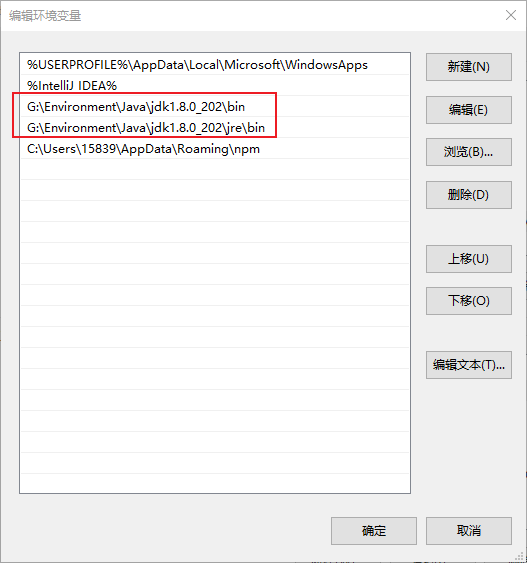 编辑环境变量
%USERPROFILE%\AppData\Local\Microsoft\WindowsApps
%IntelliJ IDEA%
G:\Environment\Java\jdk1.8.0_202\bin
G:\Environment\Java\jdk1.8.0_202\jre\bin
C:\Users\15839\AppData\Roaming\npm
新建(N)
编辑(E)
浏览(B)...
删除(D)
上移(U)
下移(O)
编辑文本(T)...
确定
取消